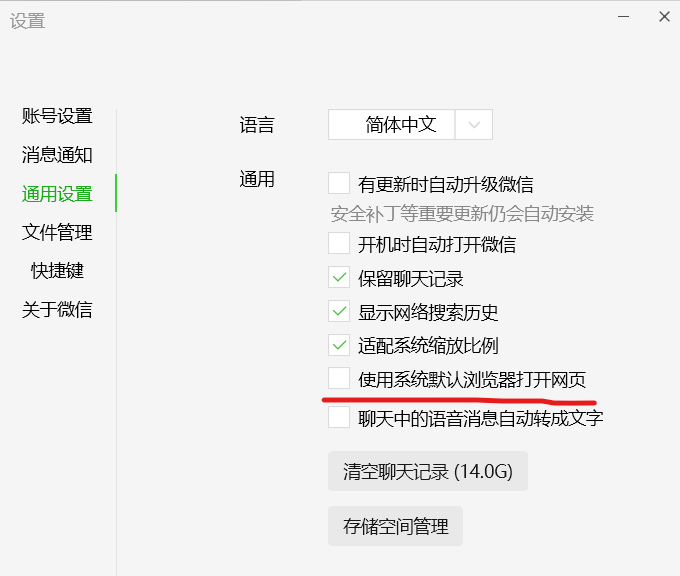 设置
账号设置
消息通知
通用设置
文件管理
快捷键
关于微信
语言
简体中文
通用
有更新时自动升级微信
安全补丁等重要更新仍会自动安装
开机时自动打开微信
保留聊天记录
显示网络搜索历史
适配系统缩放比例
使用系统默认浏览器打开网页
聊天中的语音消息自动转成文字
清空聊天记录 (14.0G)
存储空间管理